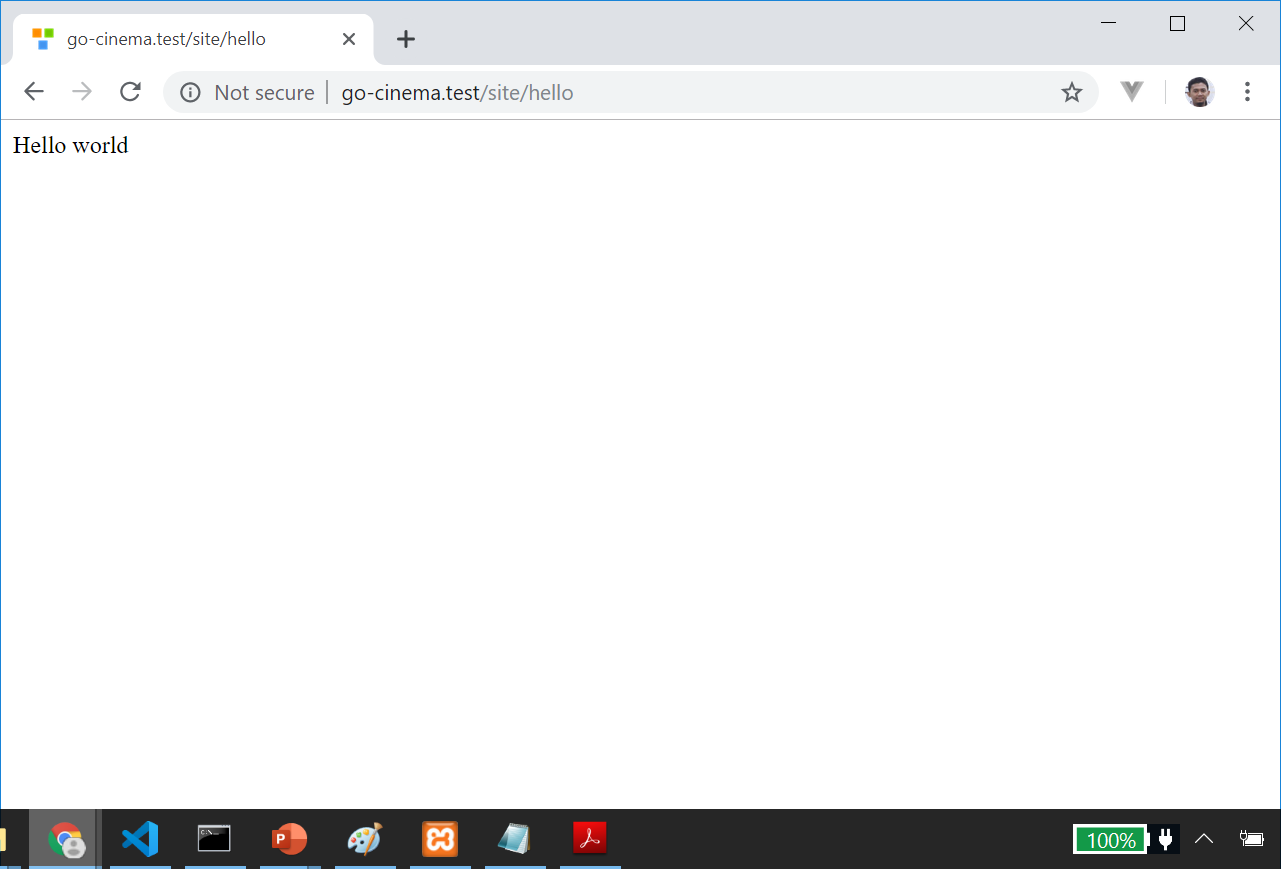 go-cinema.test/site/hello
Not secure go-cinema.test/site/hello
Hello world
C:\
P
100%